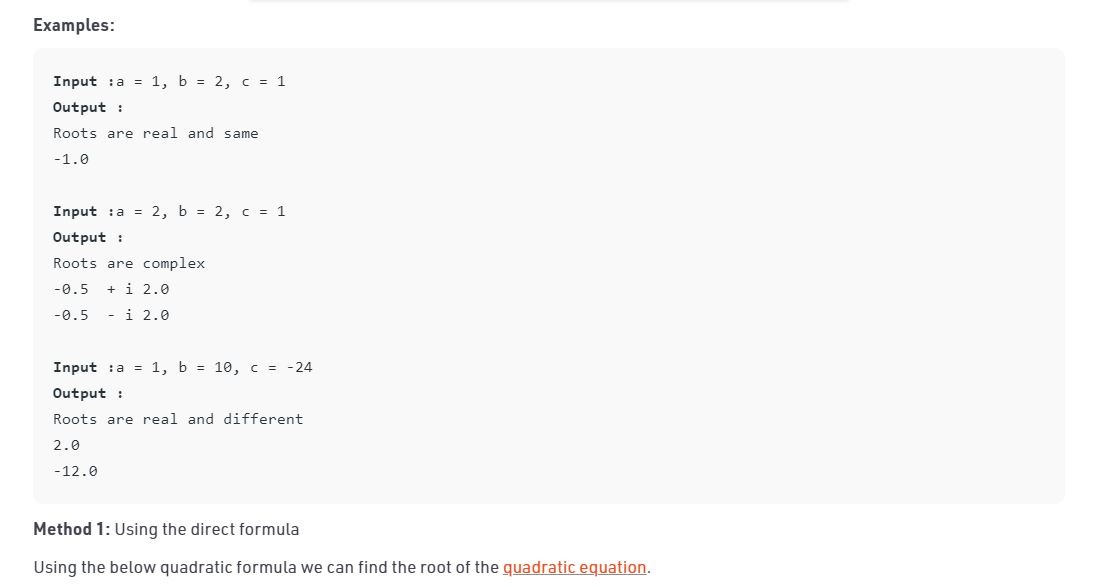 Examples:
Input :a = 1, b = 2, c = 1
Output :
Roots are real and same
-1.0
Input :a = 2, b = 2, c = 1
Output :
Roots are complex
-0.5  + i 2.0
-0.5  - i 2.0
Input :a = 1, b = 10, c = -24
Output :
Roots are real and different
2.0
-12.0
Method 1: Using the direct formula
Using the below quadratic formula we can find the root of the quadratic equation.